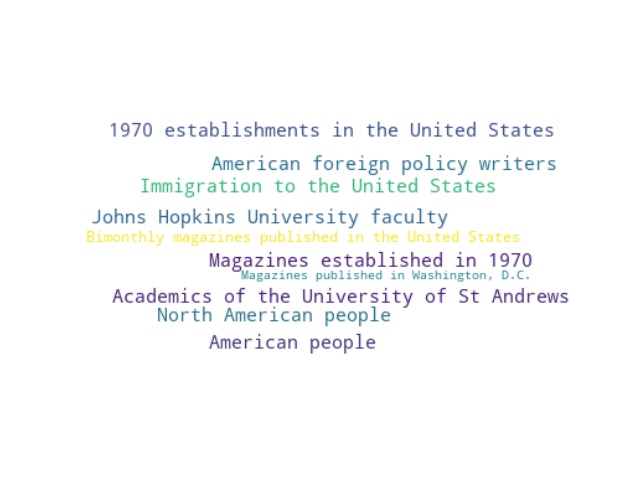 1970 establishments in the United States
American foreign policy writers
Immigration to the United States
Johns Hopkins University faculty
Bimonthly magazines published in the United States
Magazines established in 1970
Magazines published in Washington, D.C.
Academics of the University of St Andrews
North American people
American people